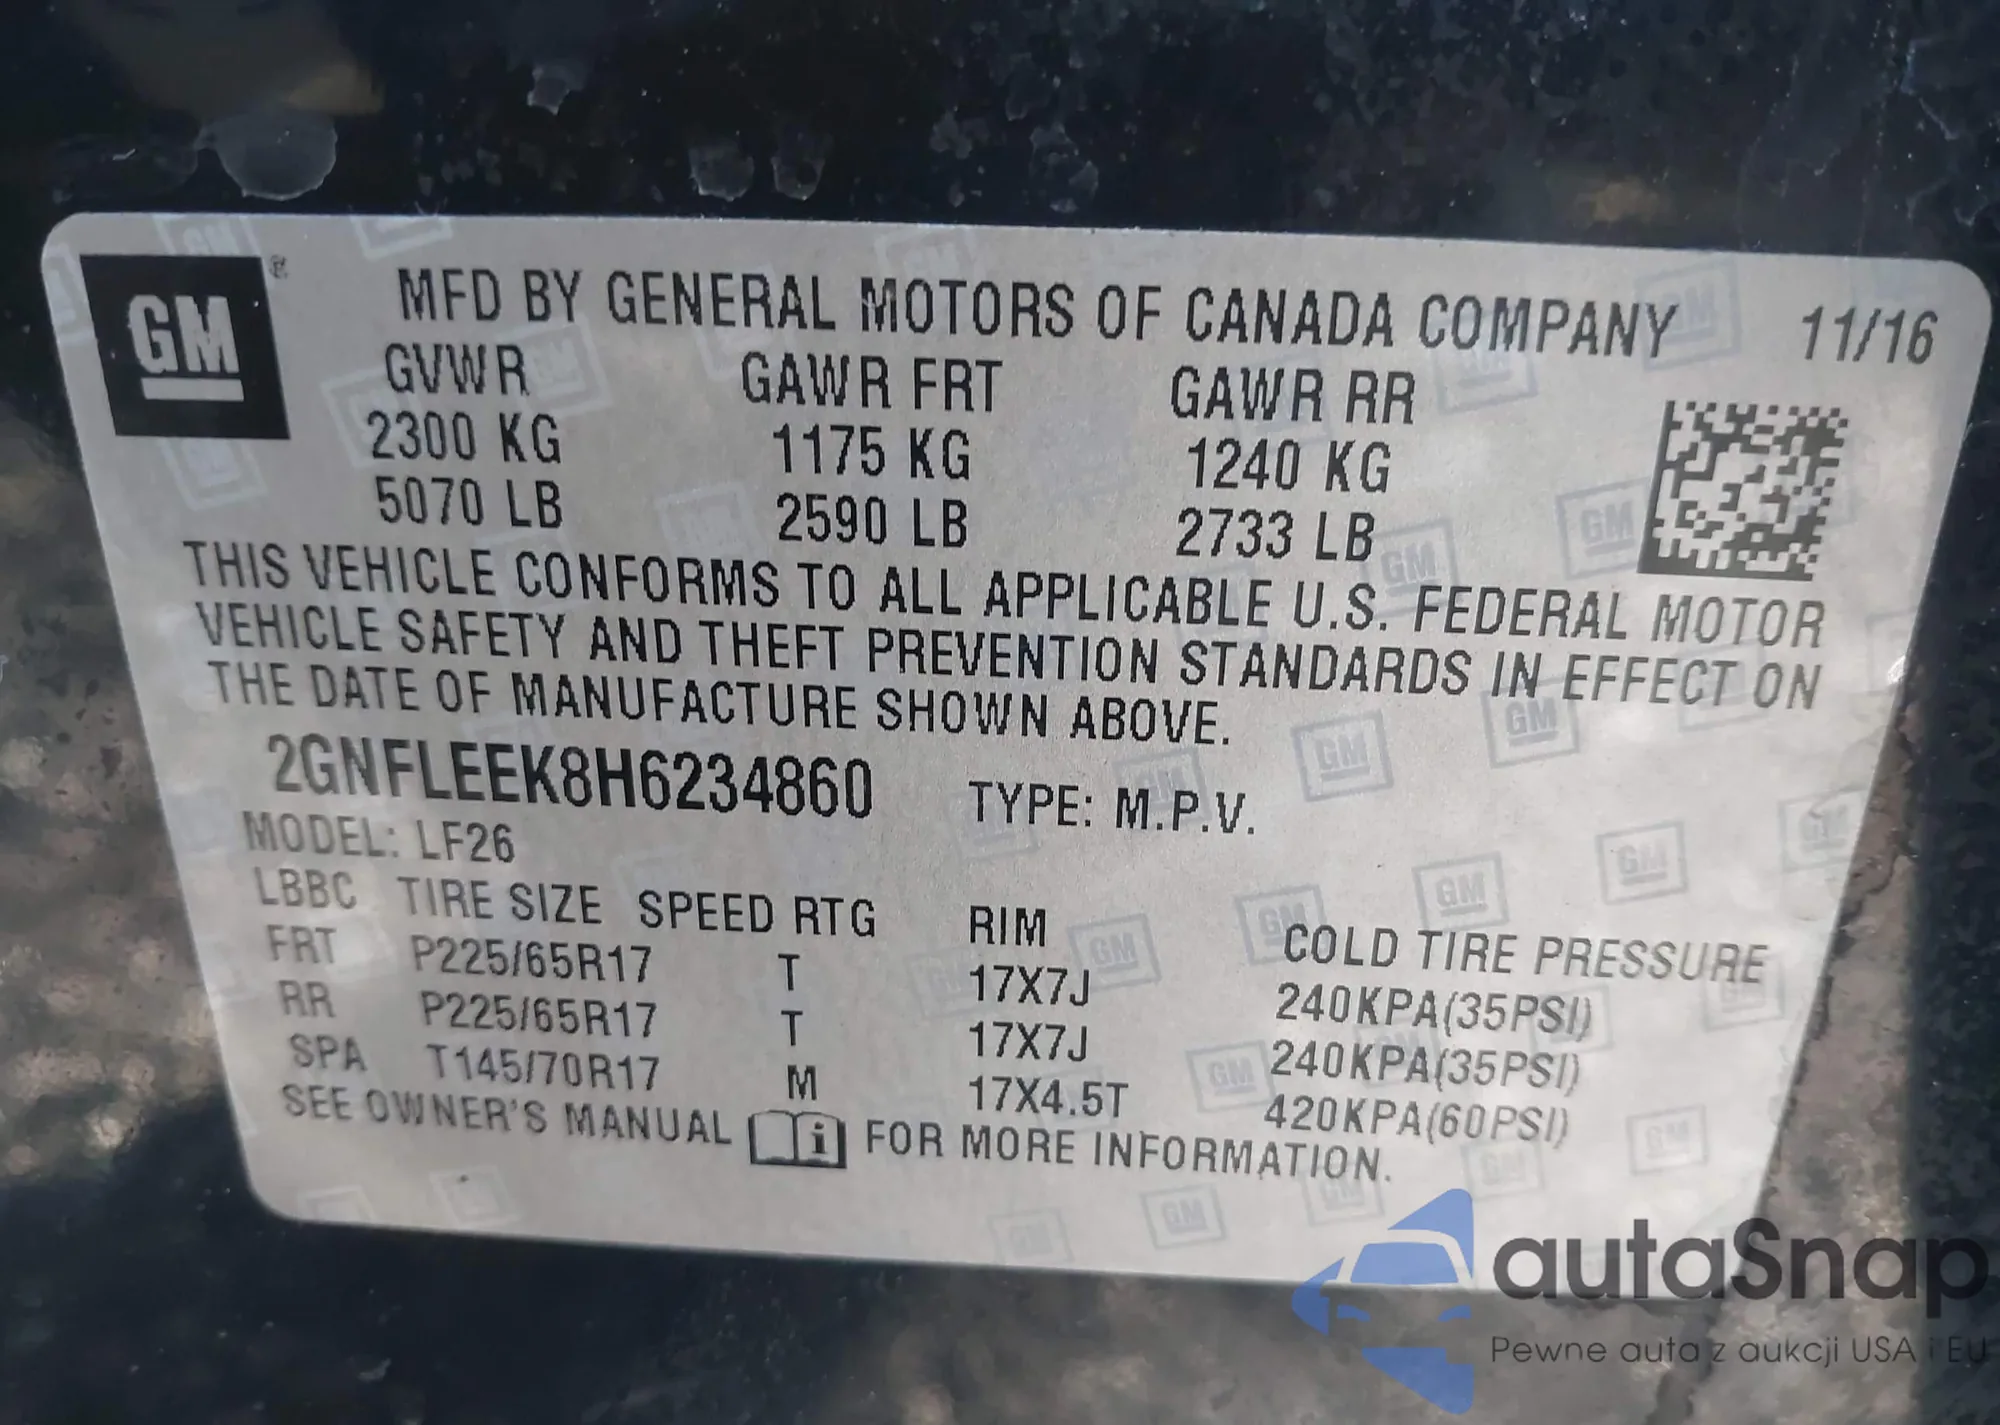 GM ®
MFD BY GENERAL MOTORS OF CANADA COMPANY 11/16
GVWR GAWR FRT GAWR RR
2300 KG 1175 KG 1240 KG
5070 LB 2590 LB 2733 LB
THIS VEHICLE CONFORMS TO ALL APPLICABLE U.S. FEDERAL MOTOR
VEHICLE SAFETY AND THEFT PREVENTION STANDARDS IN EFFECT ON
THE DATE OF MANUFACTURE SHOWN ABOVE.
2GNFLEEK8H6234860 TYPE: M.P.V.
MODEL: LF26
LBBC TIRE SIZE SPEED RTG RIM COLD TIRE PRESSURE
FRT P225/65R17 T 17X7J 240KPA(35PSI)
RR P225/65R17 T 17X7J 240KPA(35PSI)
SPA T145/70R17 M 17X4.5T 420KPA(60PSI)
SEE OWNER'S MANUAL i FOR MORE INFORMATION.
autaSnap
Pewne auta z aukcji USA i EU